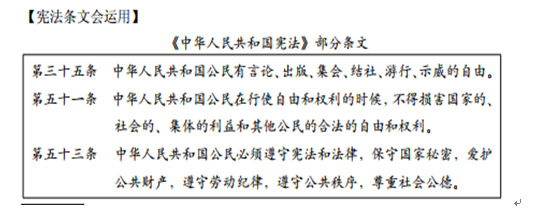 【宪法条文会运用】
《中华人民共和国宪法》部分条文
第三十五条 中华人民共和国公民有言论、出版、集会、结社、游行、示威的自由。
第五十一条 中华人民共和国公民在行使自由和权利的时候，不得损害国家的、
社会的、集体的利益和其他公民的合法的自由和权利。
第五十三条 中华人民共和国公民必须遵守宪法和法律，保守国家秘密，爱护
公共财产，遵守劳动纪律，遵守公共秩序，尊重社会公德。